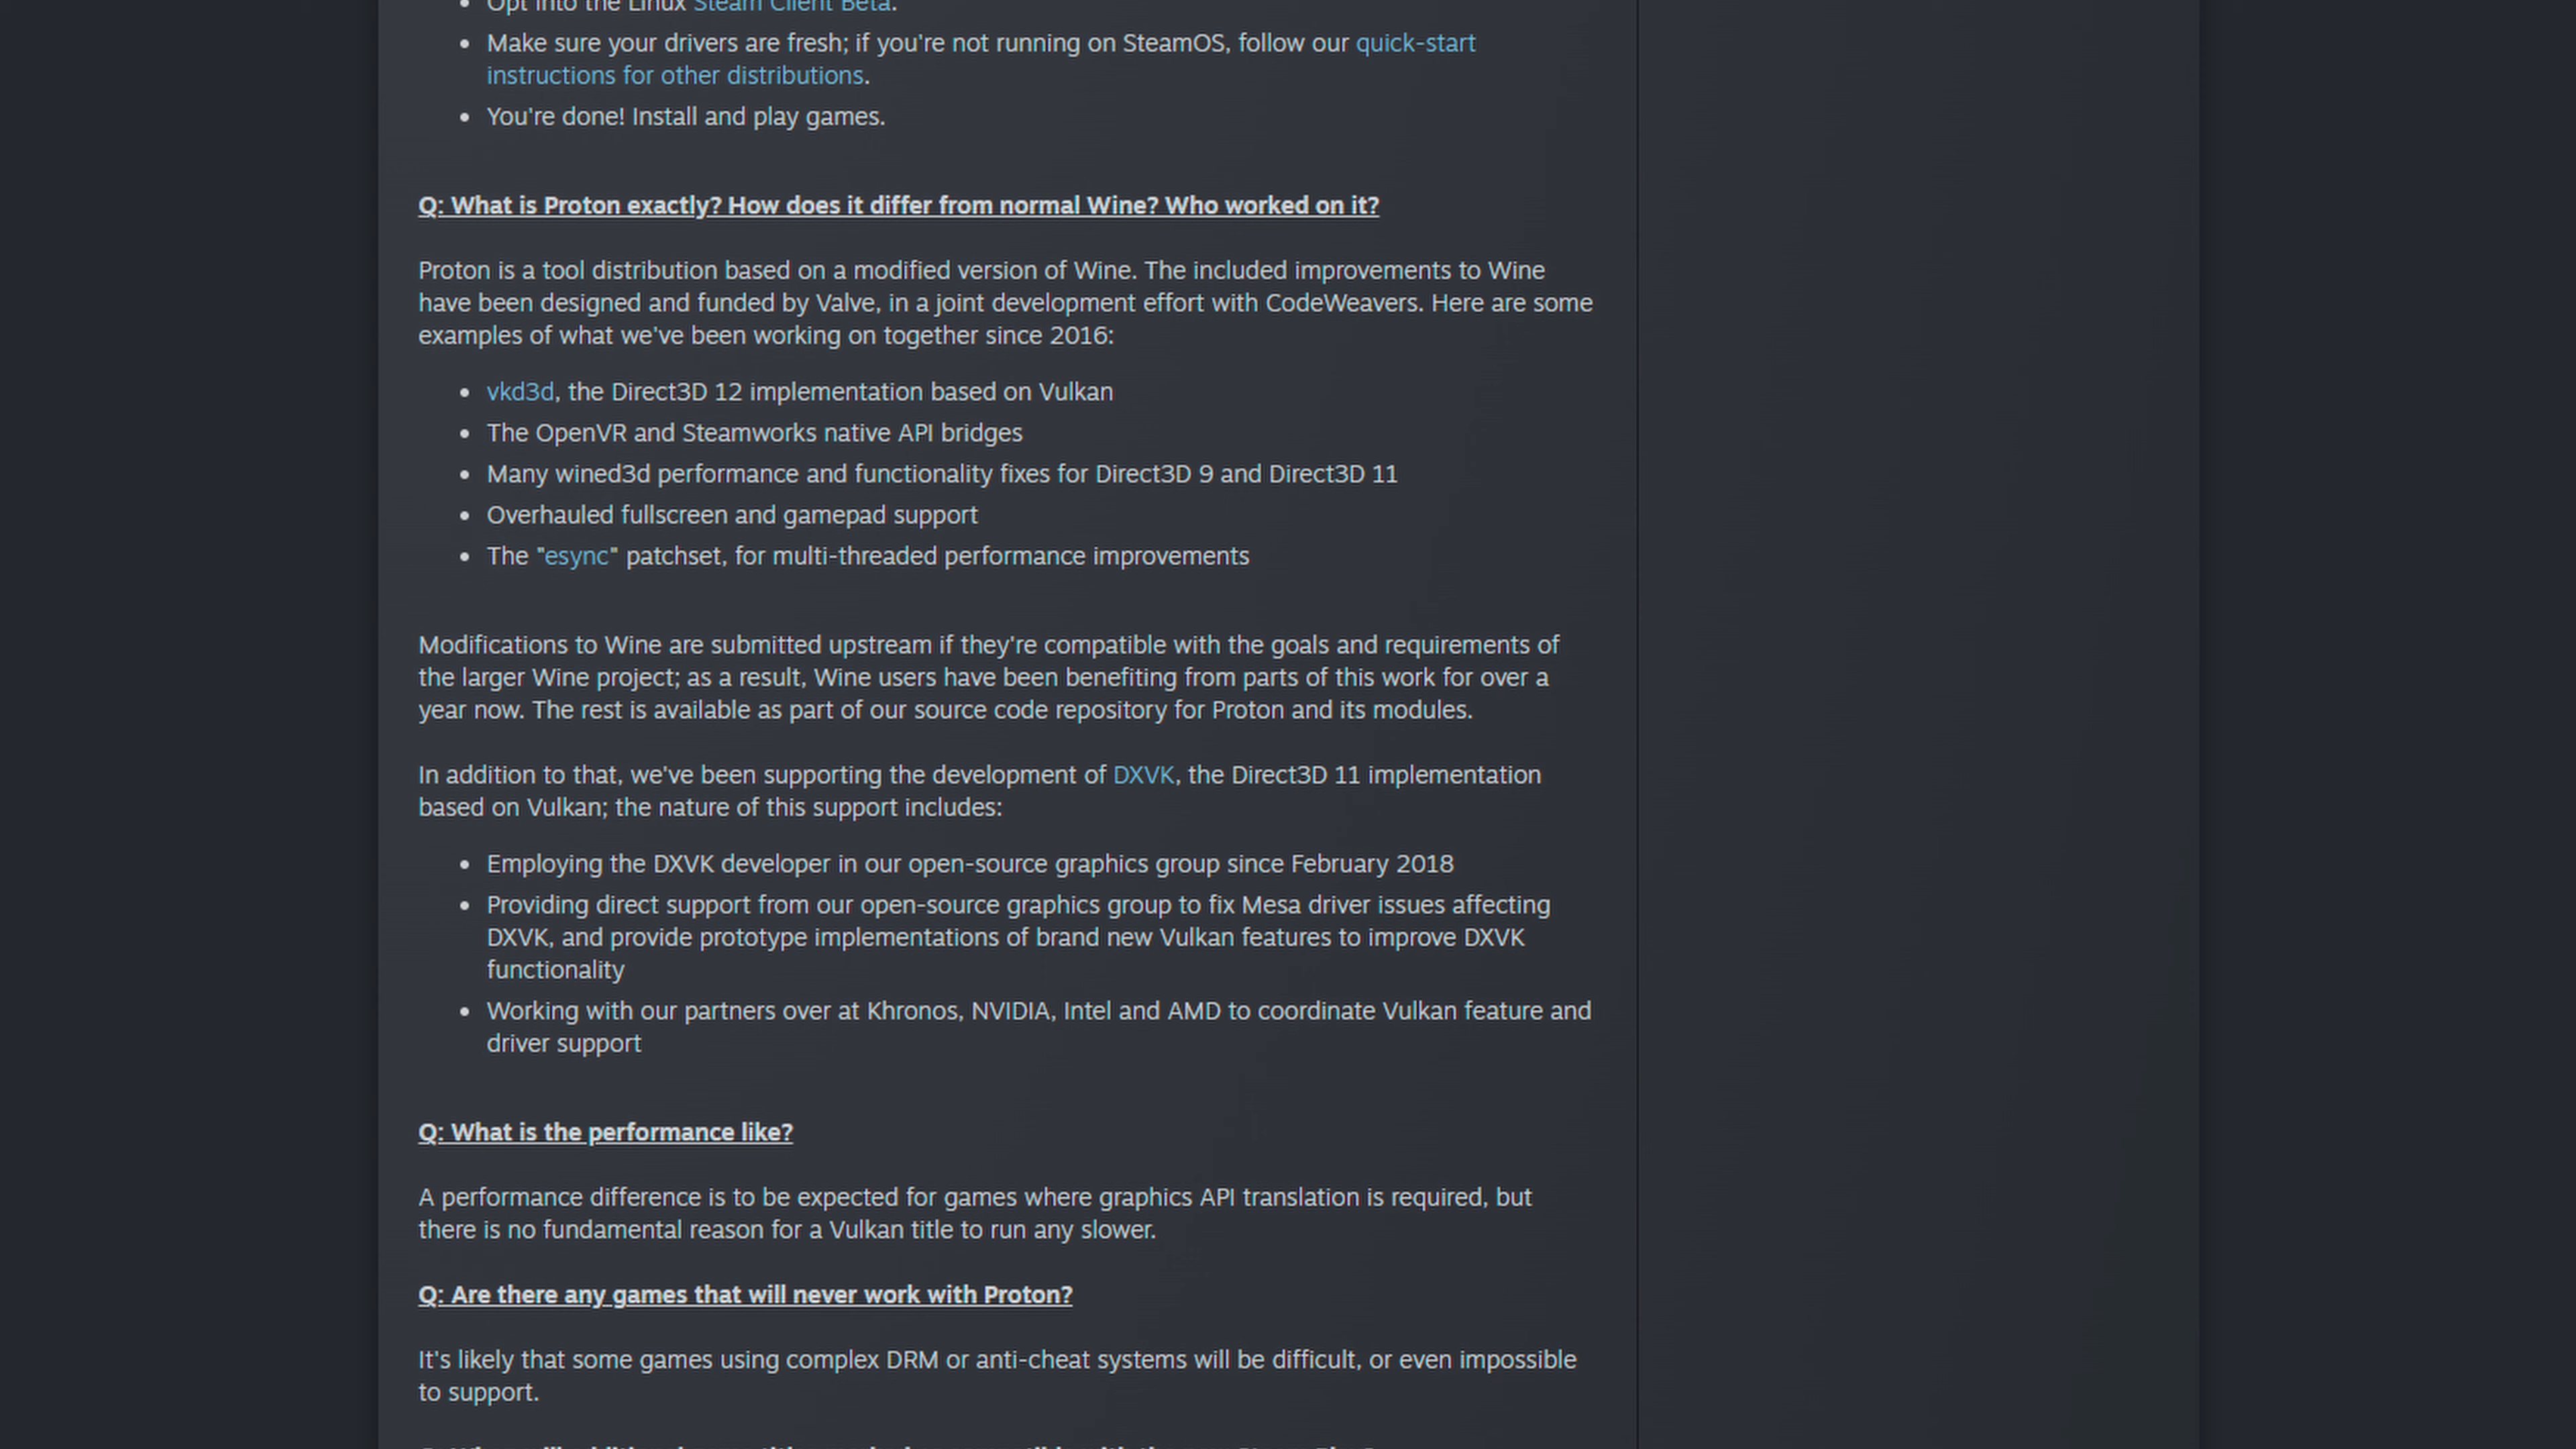 Opt into the Linux Steam Client Beta.
Make sure your drivers are fresh; if you're not running on SteamOS, follow our quick-start
instructions for other distributions.
You're done! Install and play games.
Q: What is Proton exactly? How does it differ from normal Wine? Who worked on it?
Proton is a tool distribution based on a modified version of Wine. The included improvements to Wine
have been designed and funded by Valve, in a joint development effort with CodeWeavers. Here are some
examples of what we've been working on together since 2016:
vkd3d, the Direct3D 12 implementation based on Vulkan
The OpenVR and Steamworks native API bridges
Many wined3d performance and functionality fixes for Direct3D 9 and Direct3D 11
Overhauled fullscreen and gamepad support
The "esync" patchset, for multi-threaded performance improvements
Modifications to Wine are submitted upstream if they're compatible with the goals and requirements of
the larger Wine project; as a result, Wine users have been benefiting from parts of this work for over a
year now. The rest is available as part of our source code repository for Proton and its modules.
In addition to that, we've been supporting the development of DXVK, the Direct3D 11 implementation
based on Vulkan; the nature of this support includes:
Employing the DXVK developer in our open-source graphics group since February 2018
Providing direct support from our open-source graphics group to fix Mesa driver issues affecting
DXVK, and provide prototype implementations of brand new Vulkan features to improve DXVK
functionality
Working with our partners over at Khronos, NVIDIA, Intel and AMD to coordinate Vulkan feature and
driver support
Q: What is the performance like?
A performance difference is to be expected for games where graphics API translation is required, but
there is no fundamental reason for a Vulkan title to run any slower.
Q: Are there any games that will never work with Proton?
It's likely that some games using complex DRM or anti-cheat systems will be difficult, or even impossible
to support.